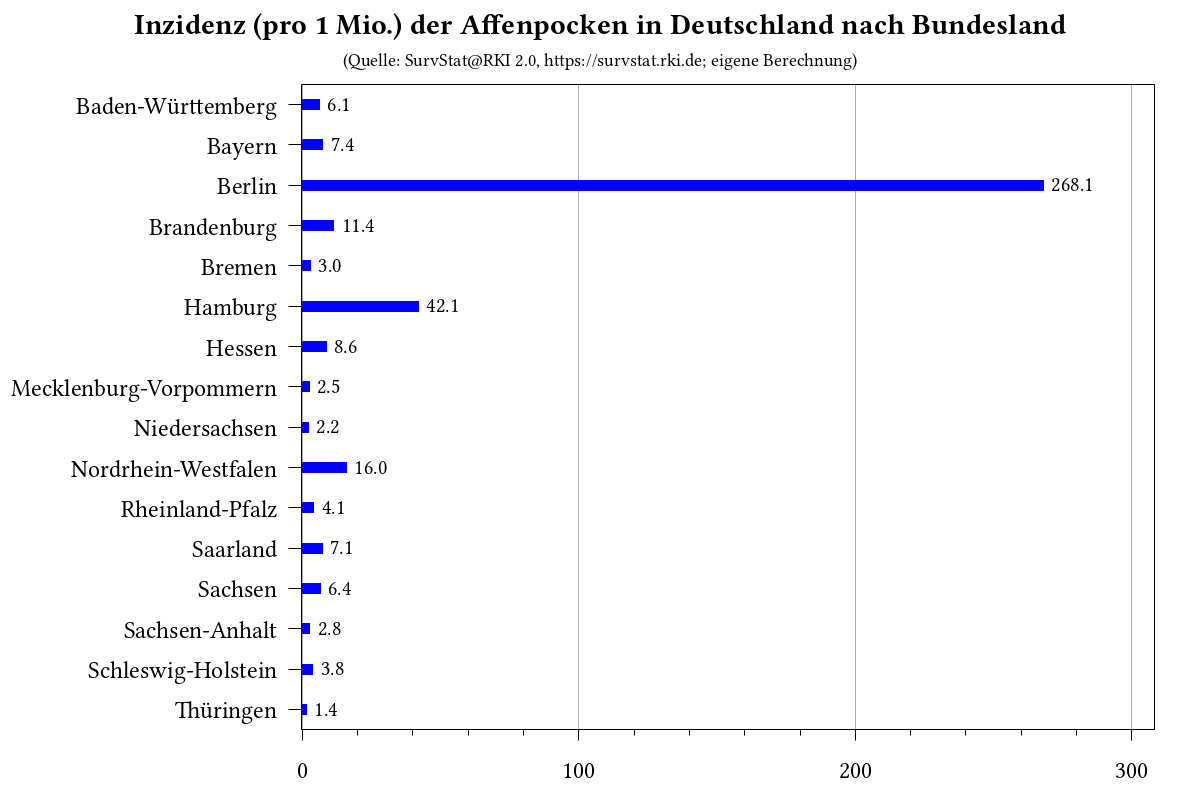 Inzidenz (pro 1 Mio.) der Affenpocken in Deutschland nach Bundesland
(Quelle: SurvStat@RKI 2.0, https://survstat.rki.de; eigene Berechnung)
Baden-Württemberg 6.1
Bayern 7.4
Berlin 268.1
Brandenburg 11.4
Bremen 3.0
Hamburg 42.1
Hessen 8.6
Mecklenburg-Vorpommern 2.5
Niedersachsen 2.2
Nordrhein-Westfalen 16.0
Rheinland-Pfalz 4.1
Saarland 7.1
Sachsen 6.4
Sachsen-Anhalt 2.8
Schleswig-Holstein 3.8
Thüringen 1.4
0 100 200 300